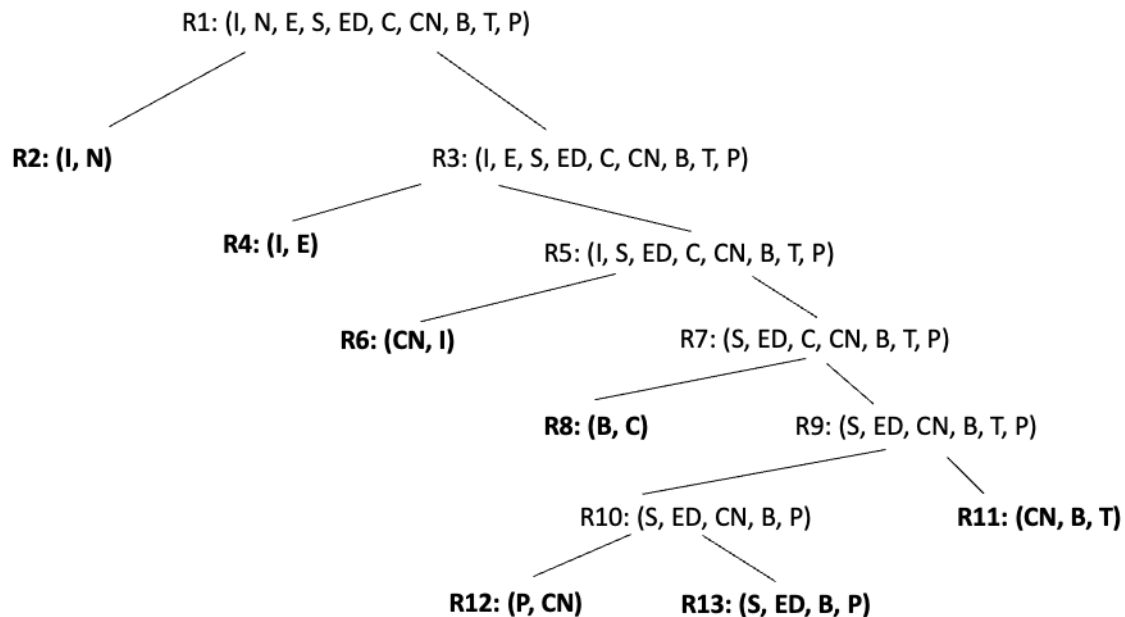 R1: (I, N, E, S, ED, C, CN, B, T, P)
R2: (I, N)
R3: (I, E, S, ED, C, CN, B, T, P)
R4: (I, E)
R5: (I, S, ED, C, CN, B, T, P)
R6: (CN, I)
R7: (S, ED, C, CN, B, T, P)
R8: (B, C)
R9: (S, ED, CN, B, T, P)
R10: (S, ED, CN, B, P)
R11: (CN, B, T)
R12: (P, CN)
R13: (S, ED, B, P)